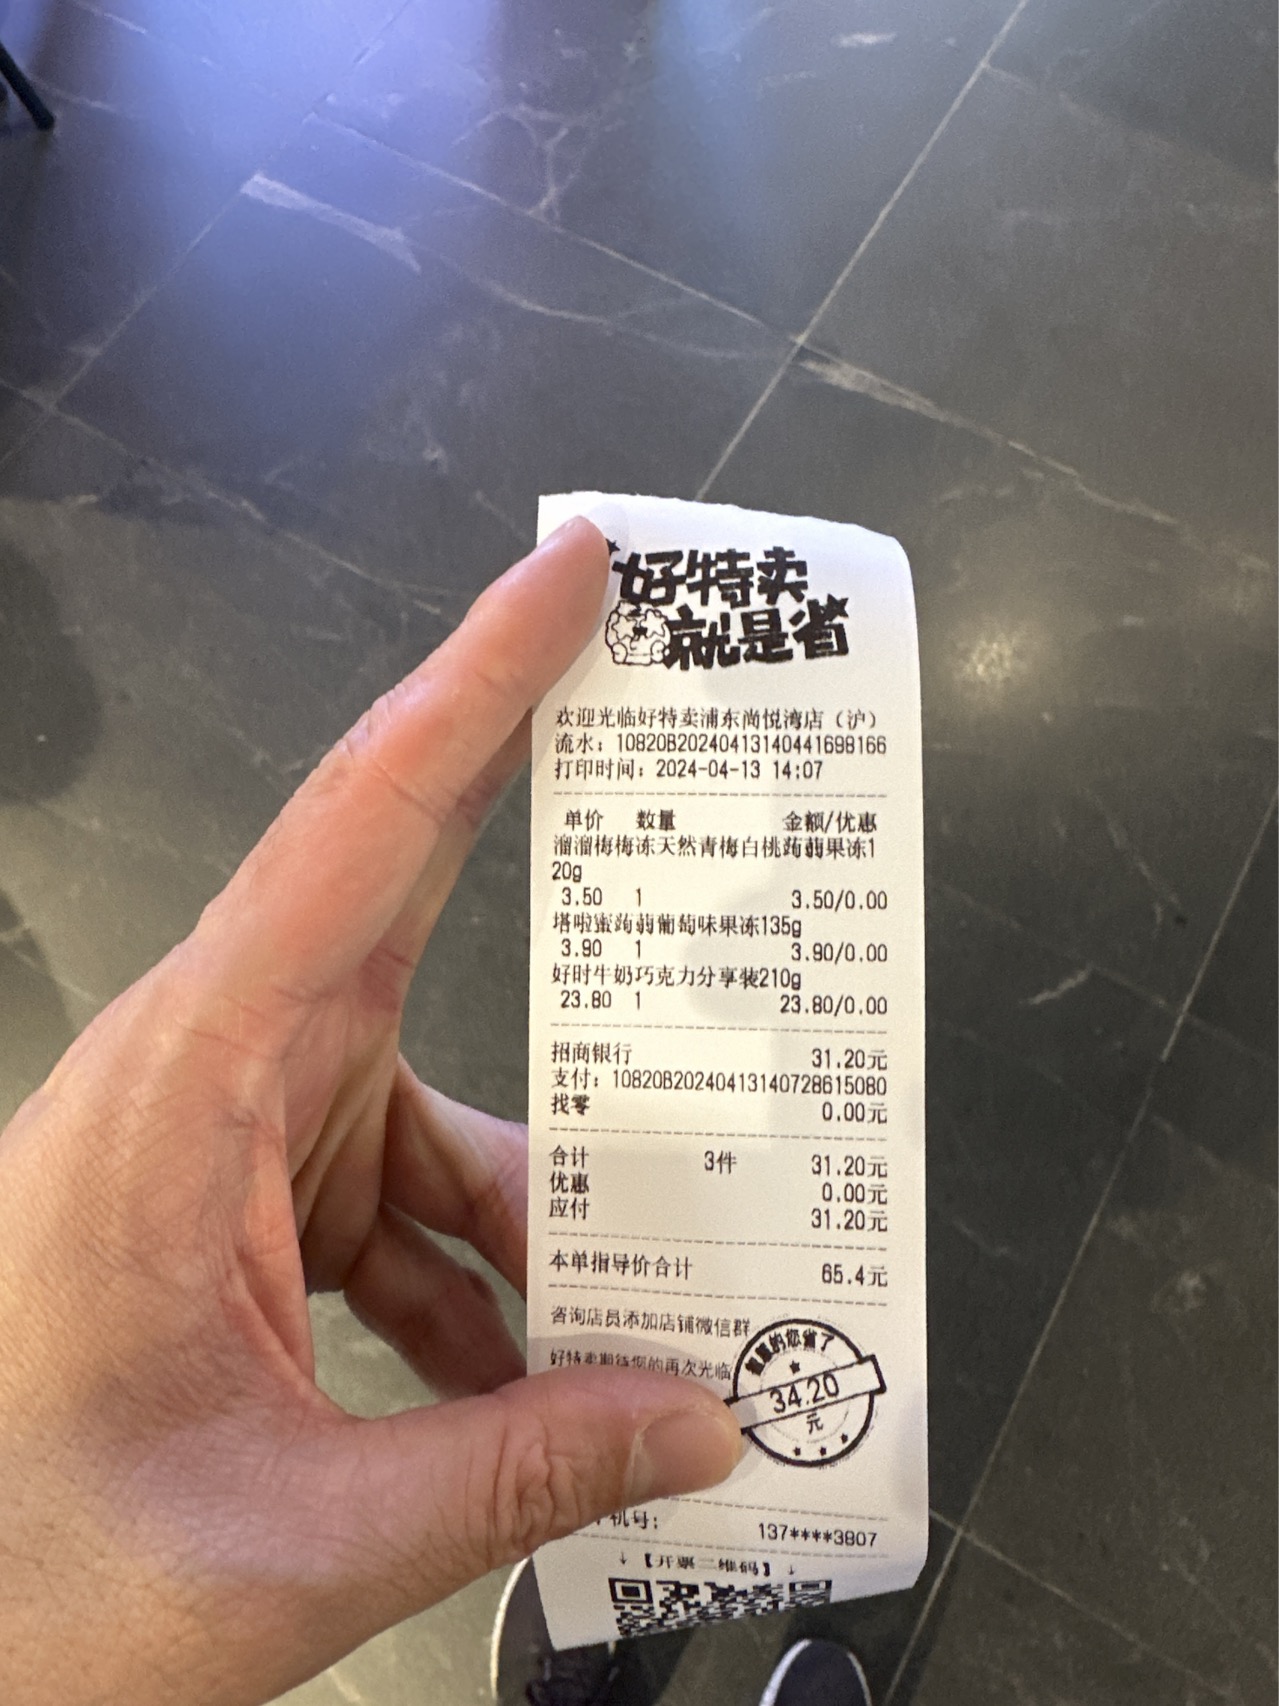 好特卖
就是省
欢迎光临好特卖浦东尚悦湾店（沪）
流水：10820B20240413140441698166
打印时间：2024-04-13 14:07
单价 数量 金额/优惠
溜溜梅梅冻天然青梅白桃蒟蒻果冻1
20g
3.50 1 3.50/0.00
塔啦蜜蒟蒻葡萄味果冻135g
3.90 1 3.90/0.00
好时牛奶巧克力分享装210g
23.80 1 23.80/0.00
招商银行 31.20元
支付：10820B20240413140728615080
找零 0.00元
合计 3件 31.20元
优惠 0.00元
应付 31.20元
本单指导价合计 65.4元
咨询店员添加店铺微信群
好特卖期待您的再次光临
的您省了
34.20
元
机号： 137****3807
↑【开票二维码】↑